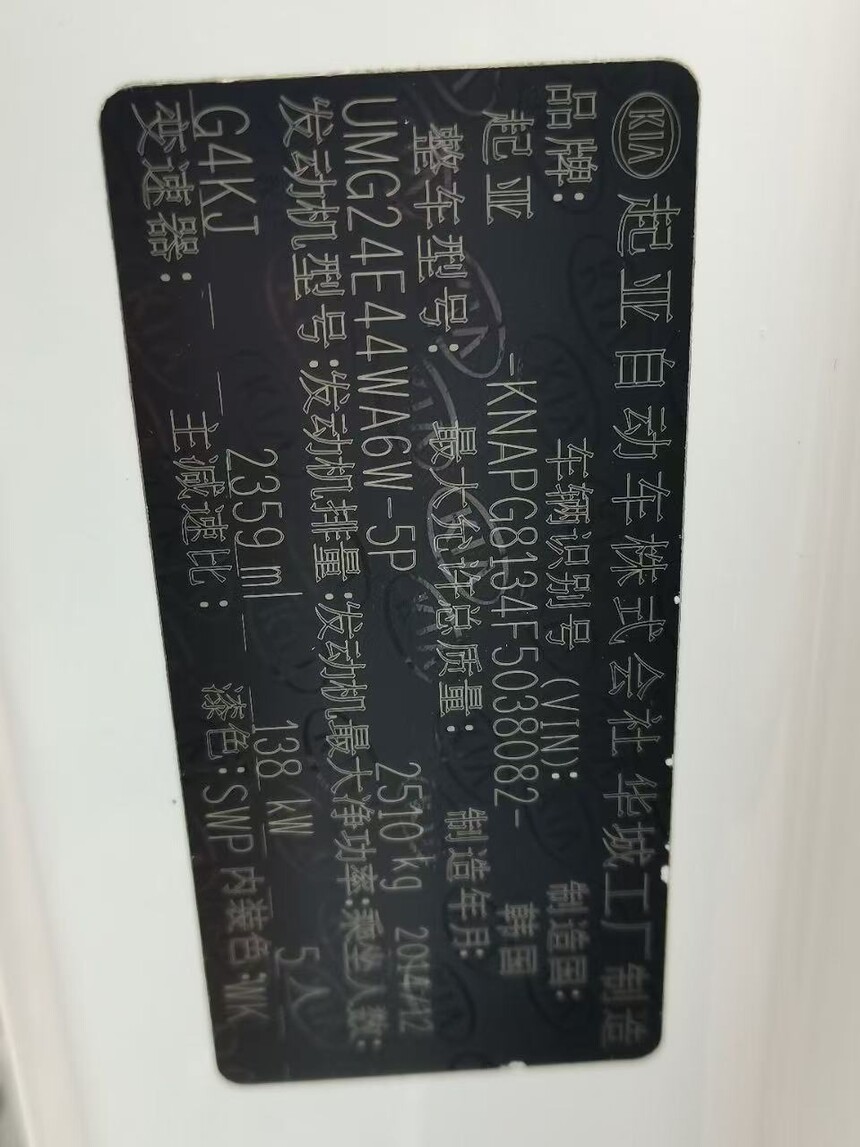 KIA 起亚自动车株式会社华城工厂制造
品牌: 车辆识别号 (VIN): 制造国:
起亚 -KNAPG8134F5038082- 韩国
整车型号: 最大允许总质量: 制造年月:
UMG24E44WA6W-5P 2510 kg 2014/12
发动机型号: 发动机排量: 发动机最大净功率: 乘坐人数:
G4KJ 2359 ml 138 kW 5 人
变速器: — 主减速比: — 漆色: SWP 内装色: WK